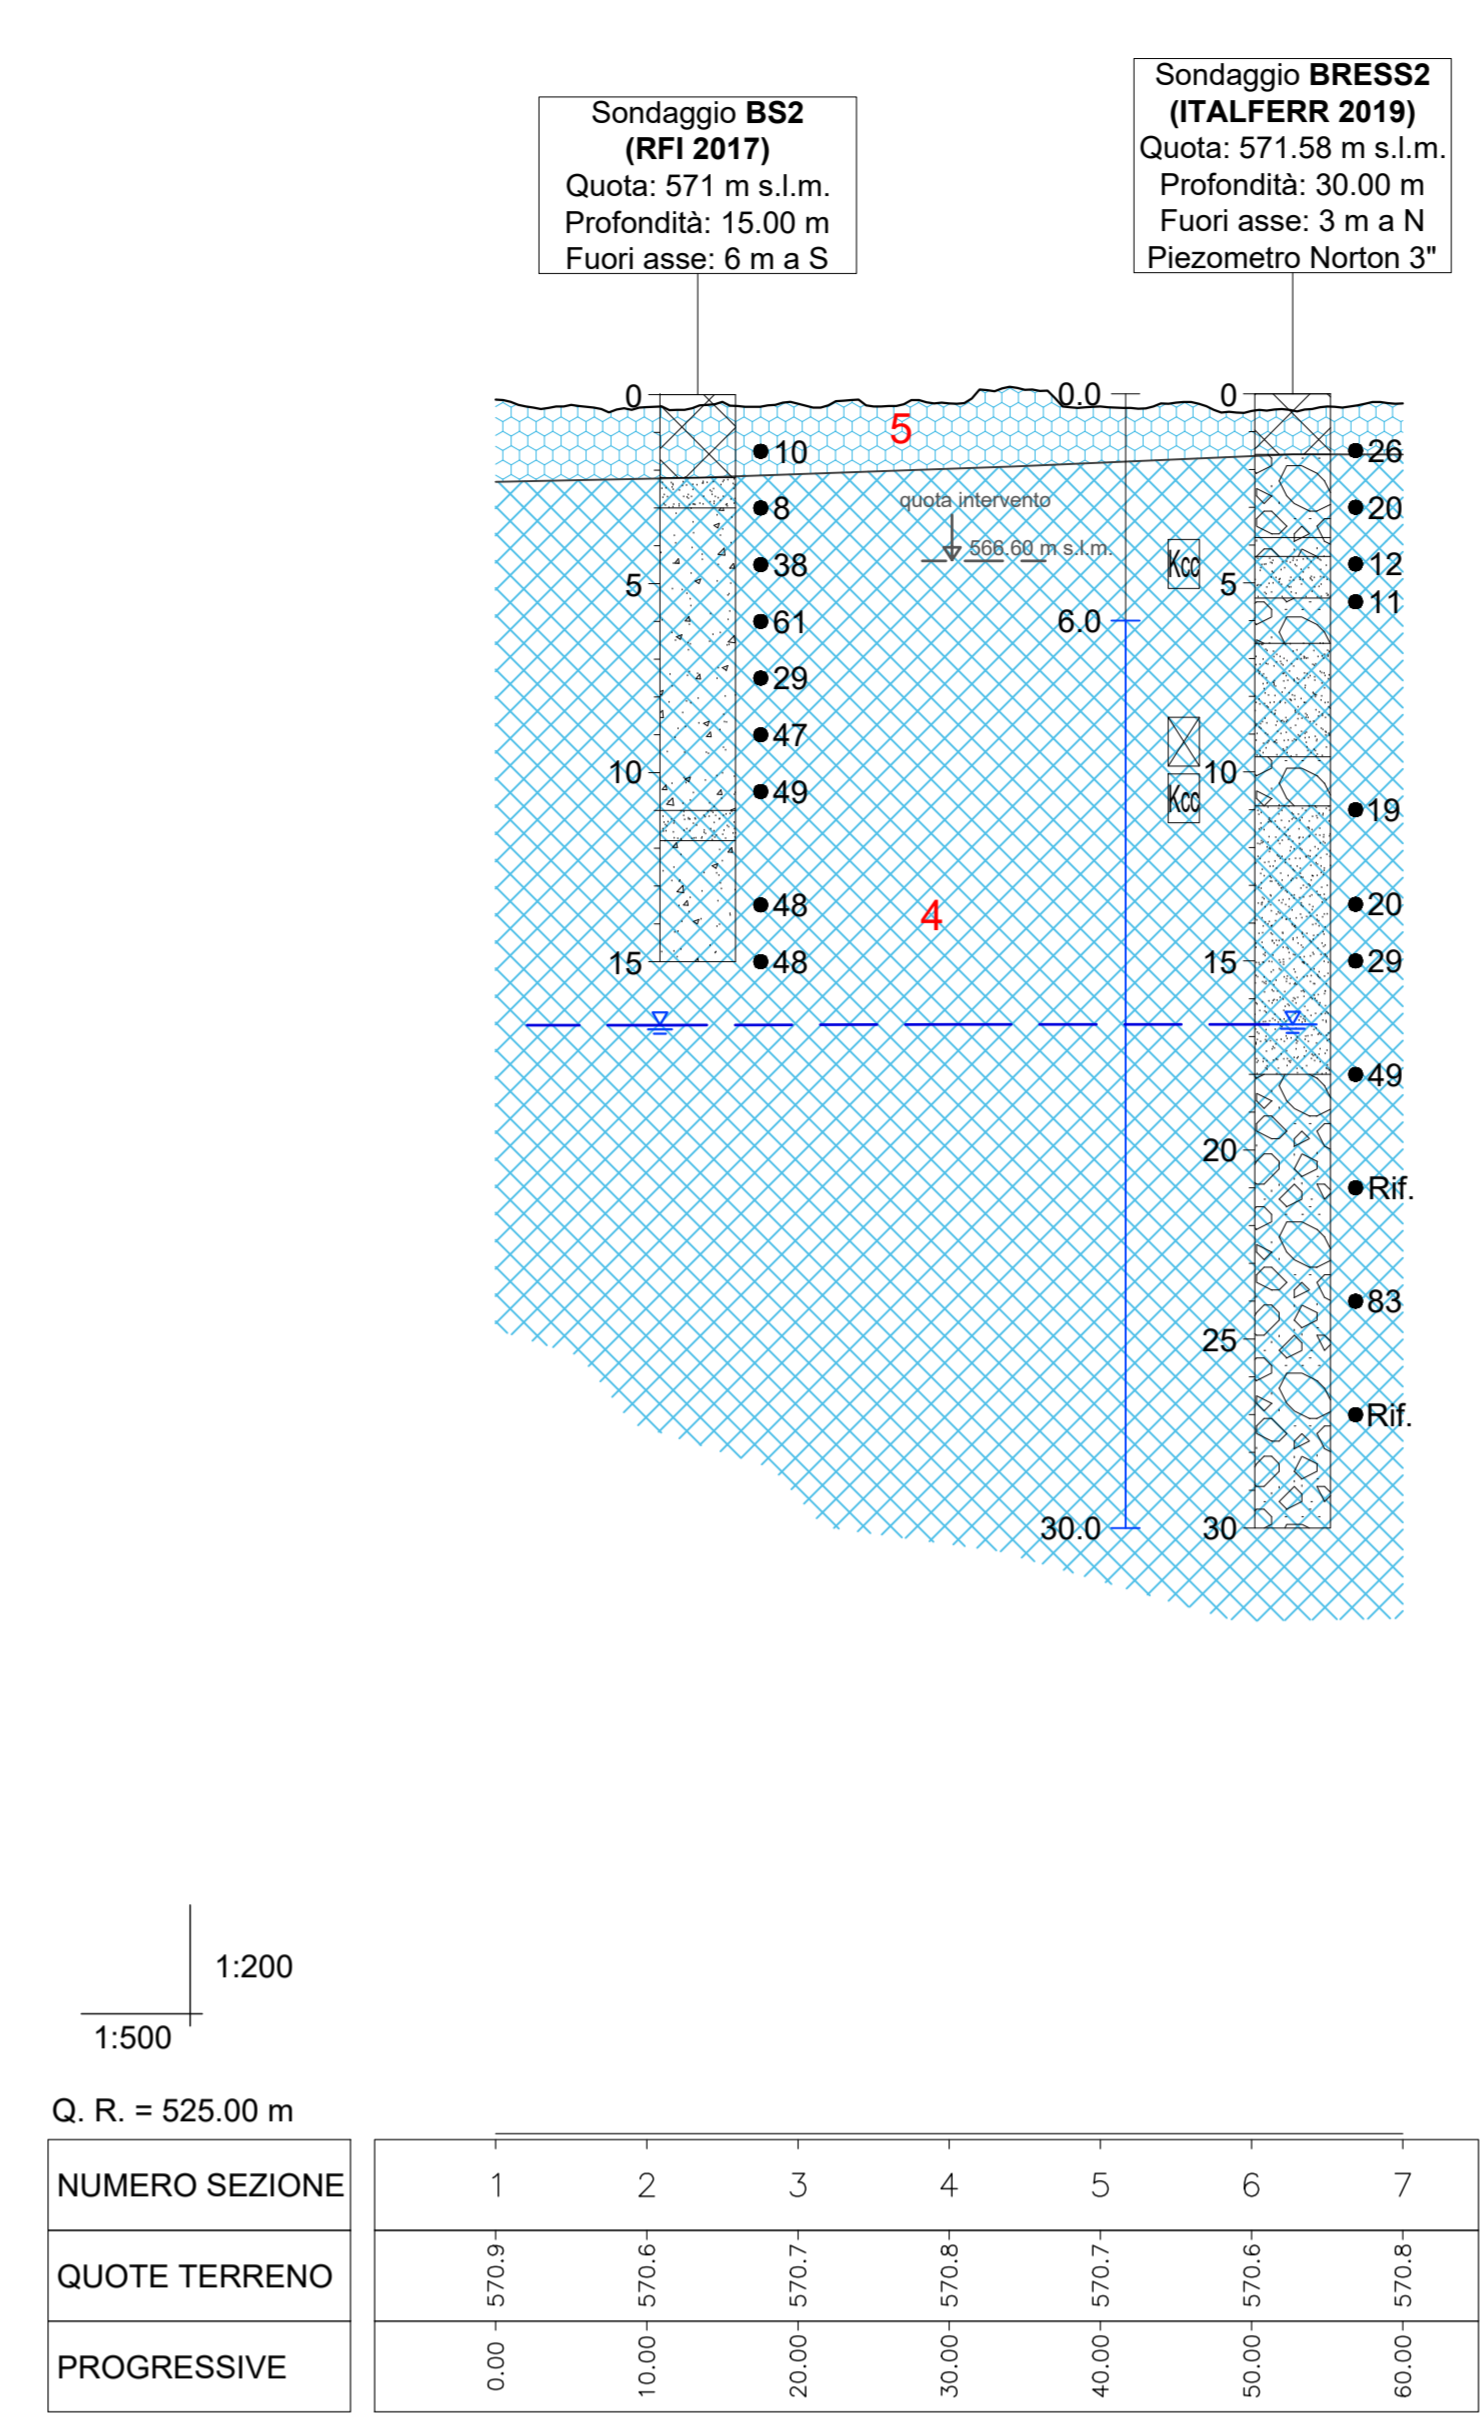 Sondaggio BS2
(RFI 2017)
Quota: 571 m s.l.m.
Profondità: 15.00 m
Fuori asse: 6 m a S
Sondaggio BRESS2
(ITALFERR 2019)
Quota: 571.58 m s.l.m.
Profondità: 30.00 m
Fuori asse: 3 m a N
Piezometro Norton 3"
0
5
10
15
10
8
38
61
29
47
49
48
48
5
quota intervento
566.60 m s.l.m.
4
0.0
6.0
30.0
Kcc
Kcc
0
5
10
15
20
25
30
26
20
12
11
19
20
29
49
Rif.
83
Rif.
1:200
1:500
Q. R. = 525.00 m
NUMERO SEZIONE 1 2 3 4 5 6 7
QUOTE TERRENO 570.9 570.6 570.7 570.8 570.7 570.6 570.8
PROGRESSIVE 0.00 10.00 20.00 30.00 40.00 50.00 60.00